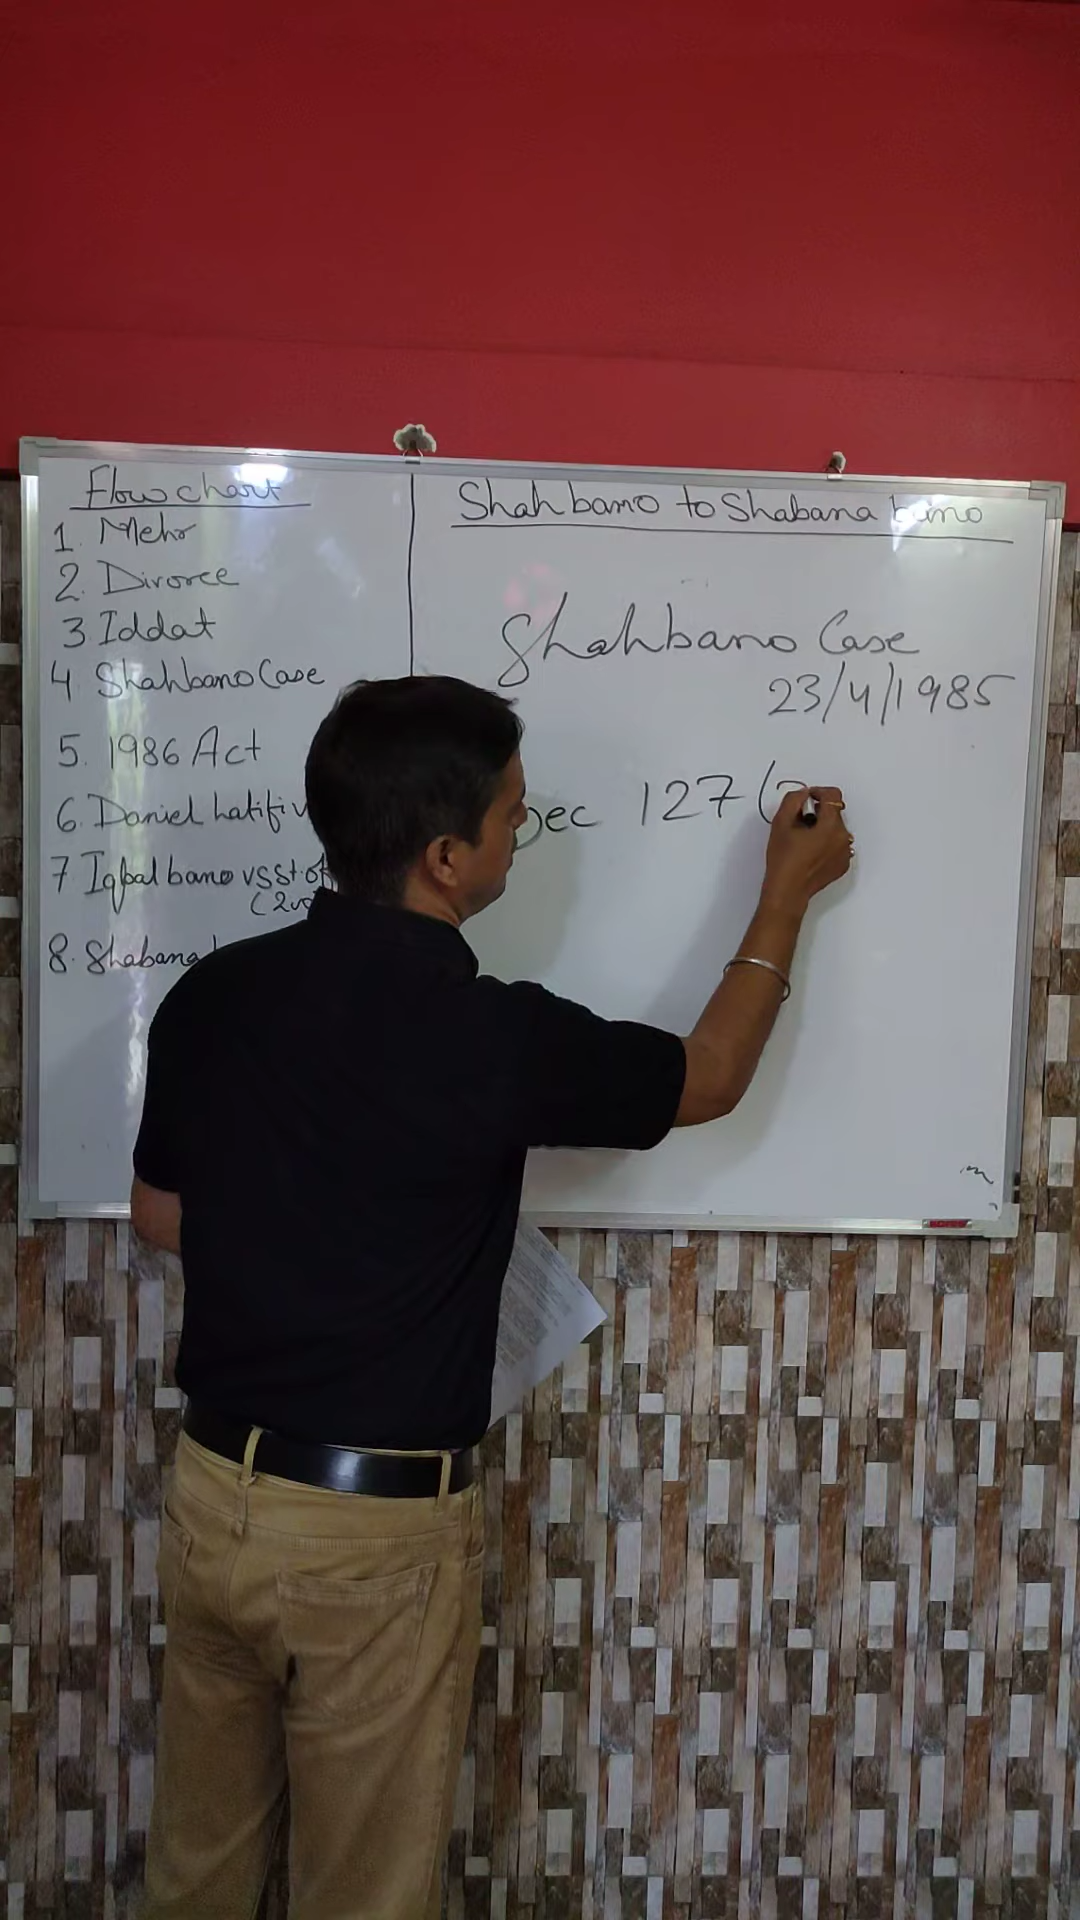 Flow chart
1. Mehr
2. Divorce
3 Iddat
4 Shahbano Case
5. 1986 Act
6. Daniel Latifi v
7 Iqbal bano vs St. of
(2
8. Shabana
Shah bano to Shabana bano
Shahbano Case
23/4/1985
Sec 127 (3